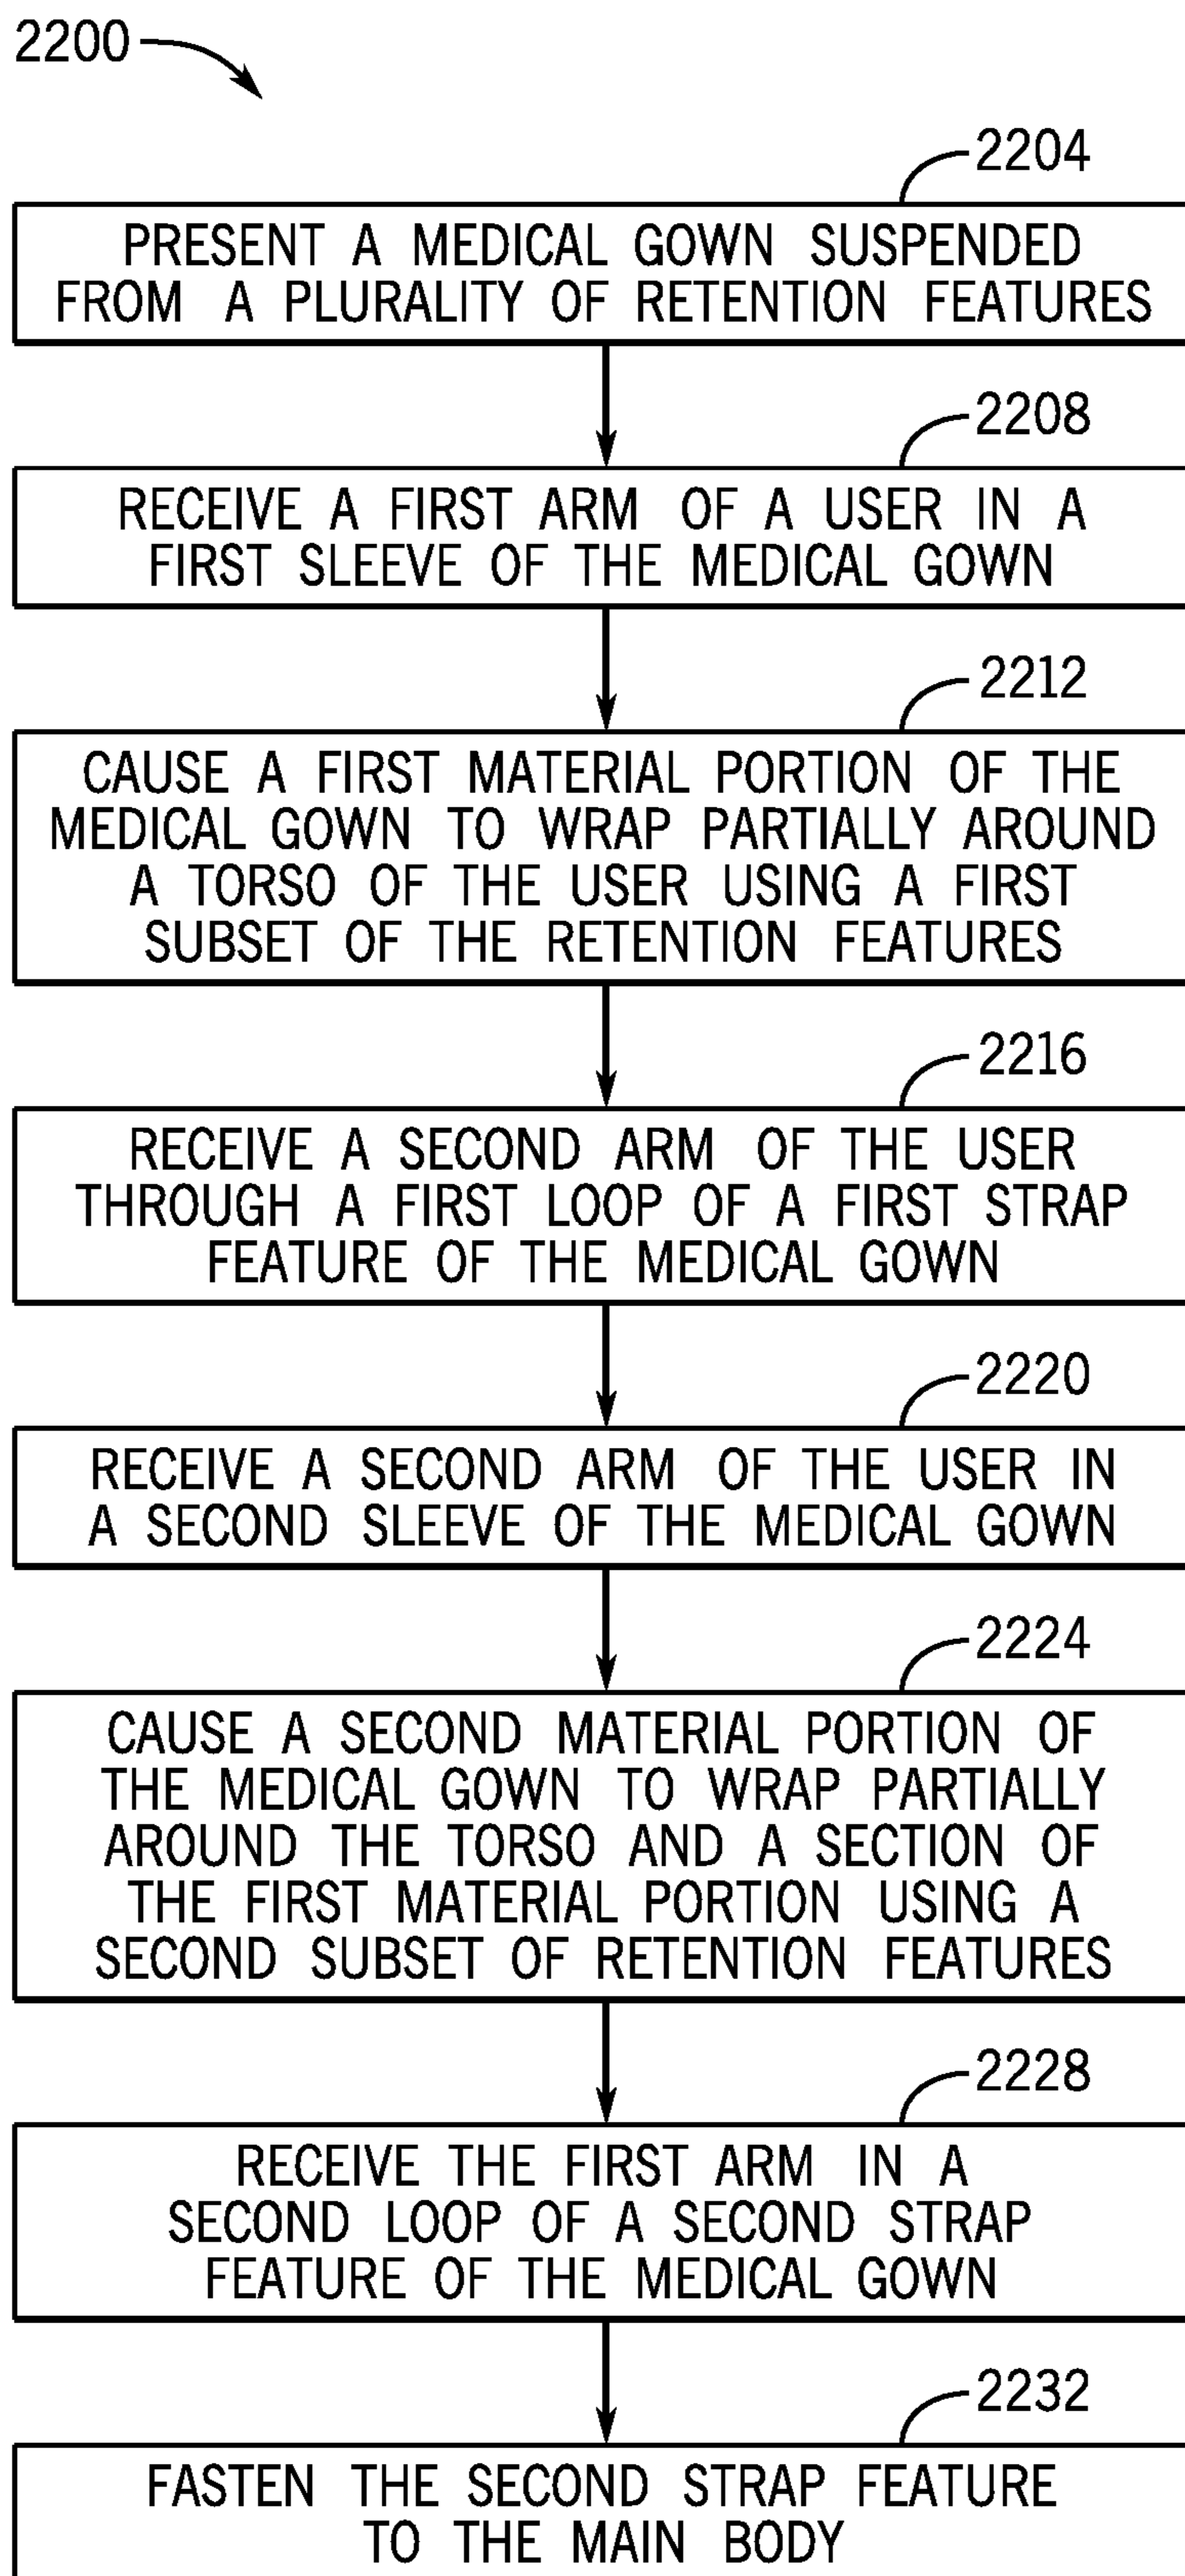 2200
2204
PRESENT A MEDICAL GOWN SUSPENDED
FROM A PLURALITY OF RETENTION FEATURES
2208
RECEIVE A FIRST ARM OF A USER IN A
FIRST SLEEVE OF THE MEDICAL GOWN
2212
CAUSE A FIRST MATERIAL PORTION OF THE
MEDICAL GOWN TO WRAP PARTIALLY AROUND
A TORSO OF THE USER USING A FIRST
SUBSET OF THE RETENTION FEATURES
2216
RECEIVE A SECOND ARM OF THE USER
THROUGH A FIRST LOOP OF A FIRST STRAP
FEATURE OF THE MEDICAL GOWN
2220
RECEIVE A SECOND ARM OF THE USER IN
A SECOND SLEEVE OF THE MEDICAL GOWN
2224
CAUSE A SECOND MATERIAL PORTION OF
THE MEDICAL GOWN TO WRAP PARTIALLY
AROUND THE TORSO AND A SECTION OF
THE FIRST MATERIAL PORTION USING A
SECOND SUBSET OF RETENTION FEATURES
2228
RECEIVE THE FIRST ARM IN A
SECOND LOOP OF A SECOND STRAP
FEATURE OF THE MEDICAL GOWN
2232
FASTEN THE SECOND STRAP FEATURE
TO THE MAIN BODY